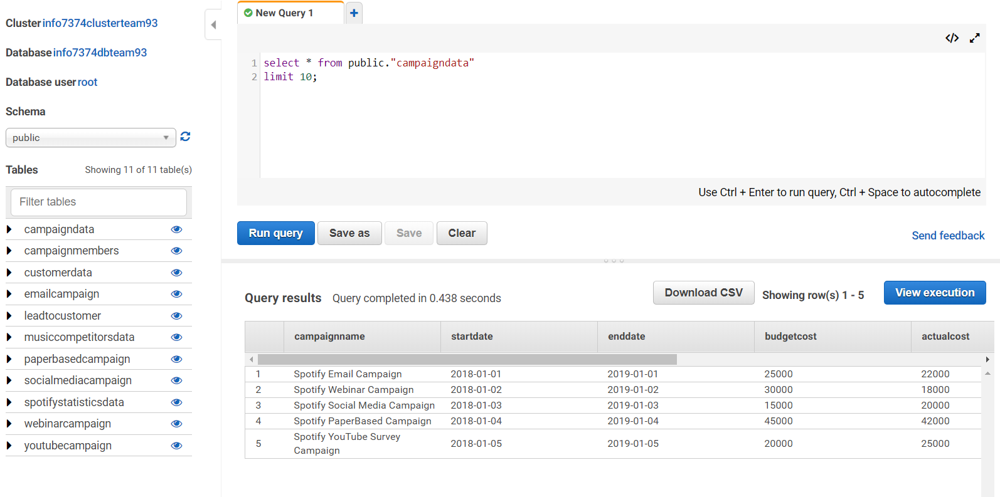 Cluster info7374clusterteam93
Database info7374dbteam93
Database user root
Schema
public
Tables Showing 11 of 11 table(s)
Filter tables
campaigndata
campaignmembers
customerdata
emailcampaign
leadtocustomer
musiccompetitorsdata
paperbasedcampaign
socialmediacampaign
spotifystatisticsdata
webinarcampaign
youtubecampaign
New Query 1 +
</>
1 select * from public."campaigndata"
2 limit 10;
Use Ctrl + Enter to run query, Ctrl + Space to autocomplete
Run query Save as Save Clear
Send feedback
Query results Query completed in 0.438 seconds
Download CSV Showing row(s) 1 - 5 View execution
campaignname startdate enddate budgetcost actualcost
1 Spotify Email Campaign 2018-01-01 2019-01-01 25000 22000
2 Spotify Webinar Campaign 2018-01-02 2019-01-02 30000 18000
3 Spotify Social Media Campaign 2018-01-03 2019-01-03 15000 20000
4 Spotify PaperBased Campaign 2018-01-04 2019-01-04 45000 42000
5 Spotify YouTube Survey
Campaign 2018-01-05 2019-01-05 20000 25000